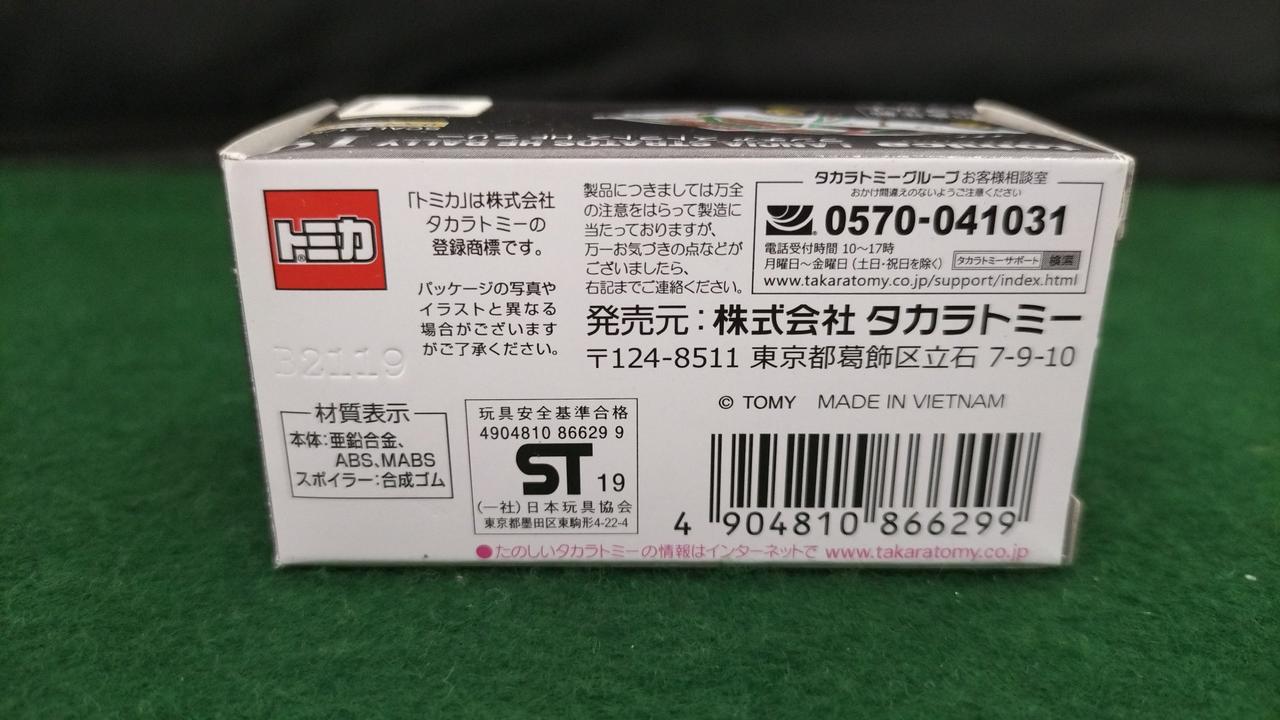 LANCIA STRATOS HF RALLY
トミカ®
「トミカ」は株式会社
タカラトミーの
登録商標です。
パッケージの写真や
イラストと異なる
場合がございます
がご了承ください。
B2119
製品につきましては万全
の注意をはらって製造に
当たっておりますが、
万一お気づきの点などが
ございましたら、
右記までご連絡ください。
タカラトミーグループ お客様相談室
おかけ間違えのないようご注意ください
0570-041031
電話受付時間 10〜17時
月曜日〜金曜日(土日・祝日を除く)
タカラトミーサポート 検索
www.takaratomy.co.jp/support/index.html
発売元:株式会社 タカラトミー
〒124-8511 東京都葛飾区立石 7-9-10
© TOMY MADE IN VIETNAM
材質表示
本体:亜鉛合金、
ABS、MABS
スポイラー:合成ゴム
玩具安全基準合格
4904810 86629 9
ST 19
(一社)日本玩具協会
東京都墨田区東駒形4-22-4
4 904810 866299
●たのしいタカラトミーの情報はインターネットで www.takaratomy.co.jp